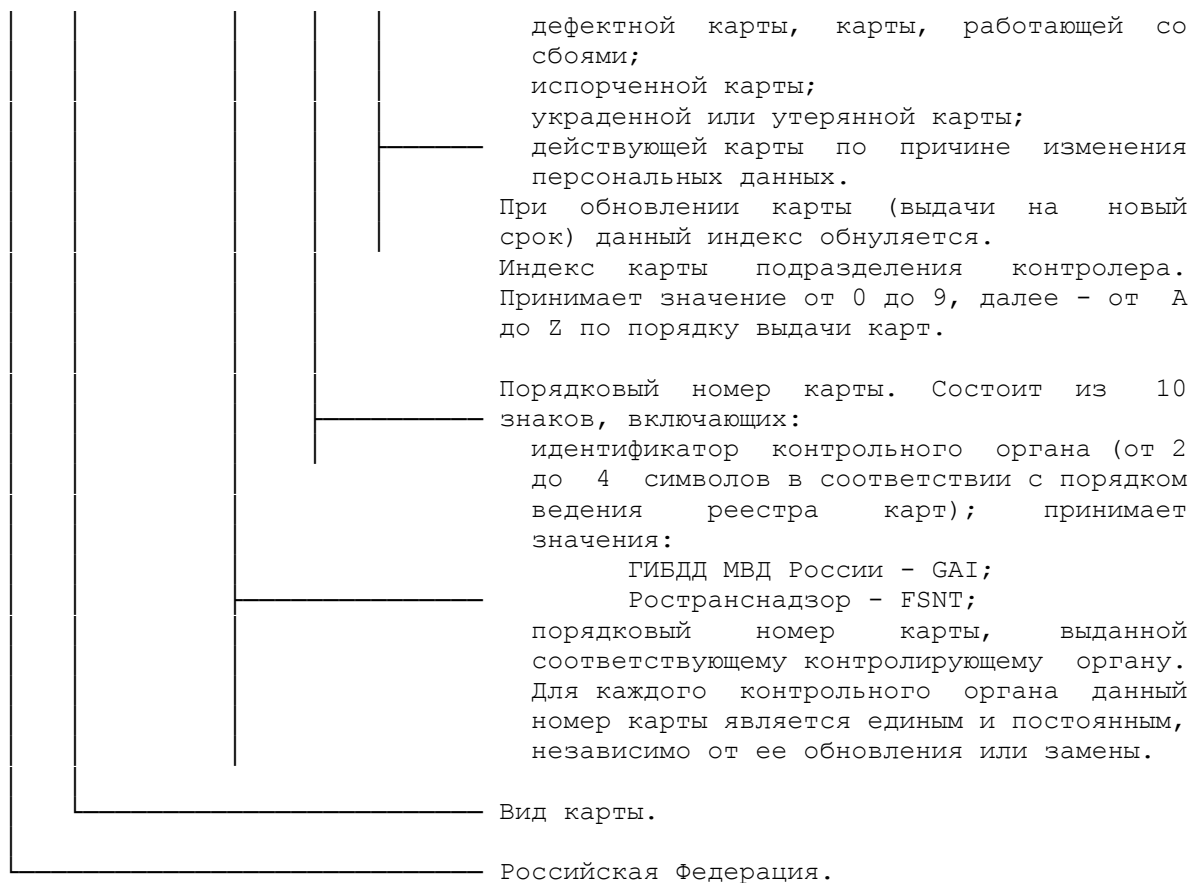 дефектной карты, карты, работающей со
сбоями;
испорченной карты;
украденной или утерянной карты;
действующей карты по причине изменения
персональных данных.
При обновлении карты (выдачи на новый
срок) данный индекс обнуляется.
Индекс карты подразделения контролера.
Принимает значение от 0 до 9, далее - от A
до Z по порядку выдачи карт.
Порядковый номер карты. Состоит из 10
знаков, включающих:
идентификатор контрольного органа (от 2
до 4 символов в соответствии с порядком
ведения реестра карт); принимает
значения:
ГИБДД МВД России - GAI;
Ространснадзор - FSNT;
порядковый номер карты, выданной
соответствующему контролирующему органу.
Для каждого контрольного органа данный
номер карты является единым и постоянным,
независимо от ее обновления или замены.
Вид карты.
Российская Федерация.